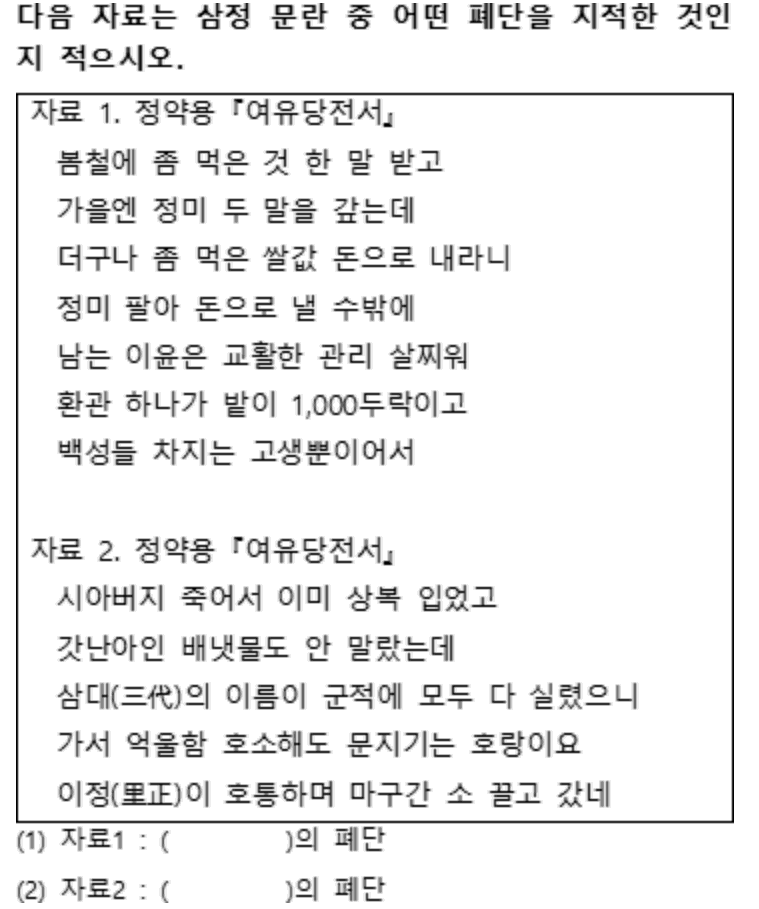 다음 자료는 삼정 문란 중 어떤 폐단을 지적한 것인
지 적으시오.
자료 1. 정약용『여유당전서』
봄철에 좀 먹은 것 한 말 받고
가을엔 정미 두 말을 갚는데
더구나 좀 먹은 쌀값 돈으로 내라니
정미 팔아 돈으로 낼 수밖에
남는 이윤은 교활한 관리 살찌워
환관 하나가 밭이 1,000두락이고
백성들 차지는 고생뿐이어서
자료 2. 정약용『여유당전서』
시아버지 죽어서 이미 상복 입었고
갓난아인 배냇물도 안 말랐는데
삼대(三代)의 이름이 군적에 모두 다 실렸으니
가서 억울함 호소해도 문지기는 호랑이요
이정(里正)이 호통하며 마구간 소 끌고 갔네
(1) 자료1 : ( )의 폐단
(2) 자료2 : ( )의 폐단